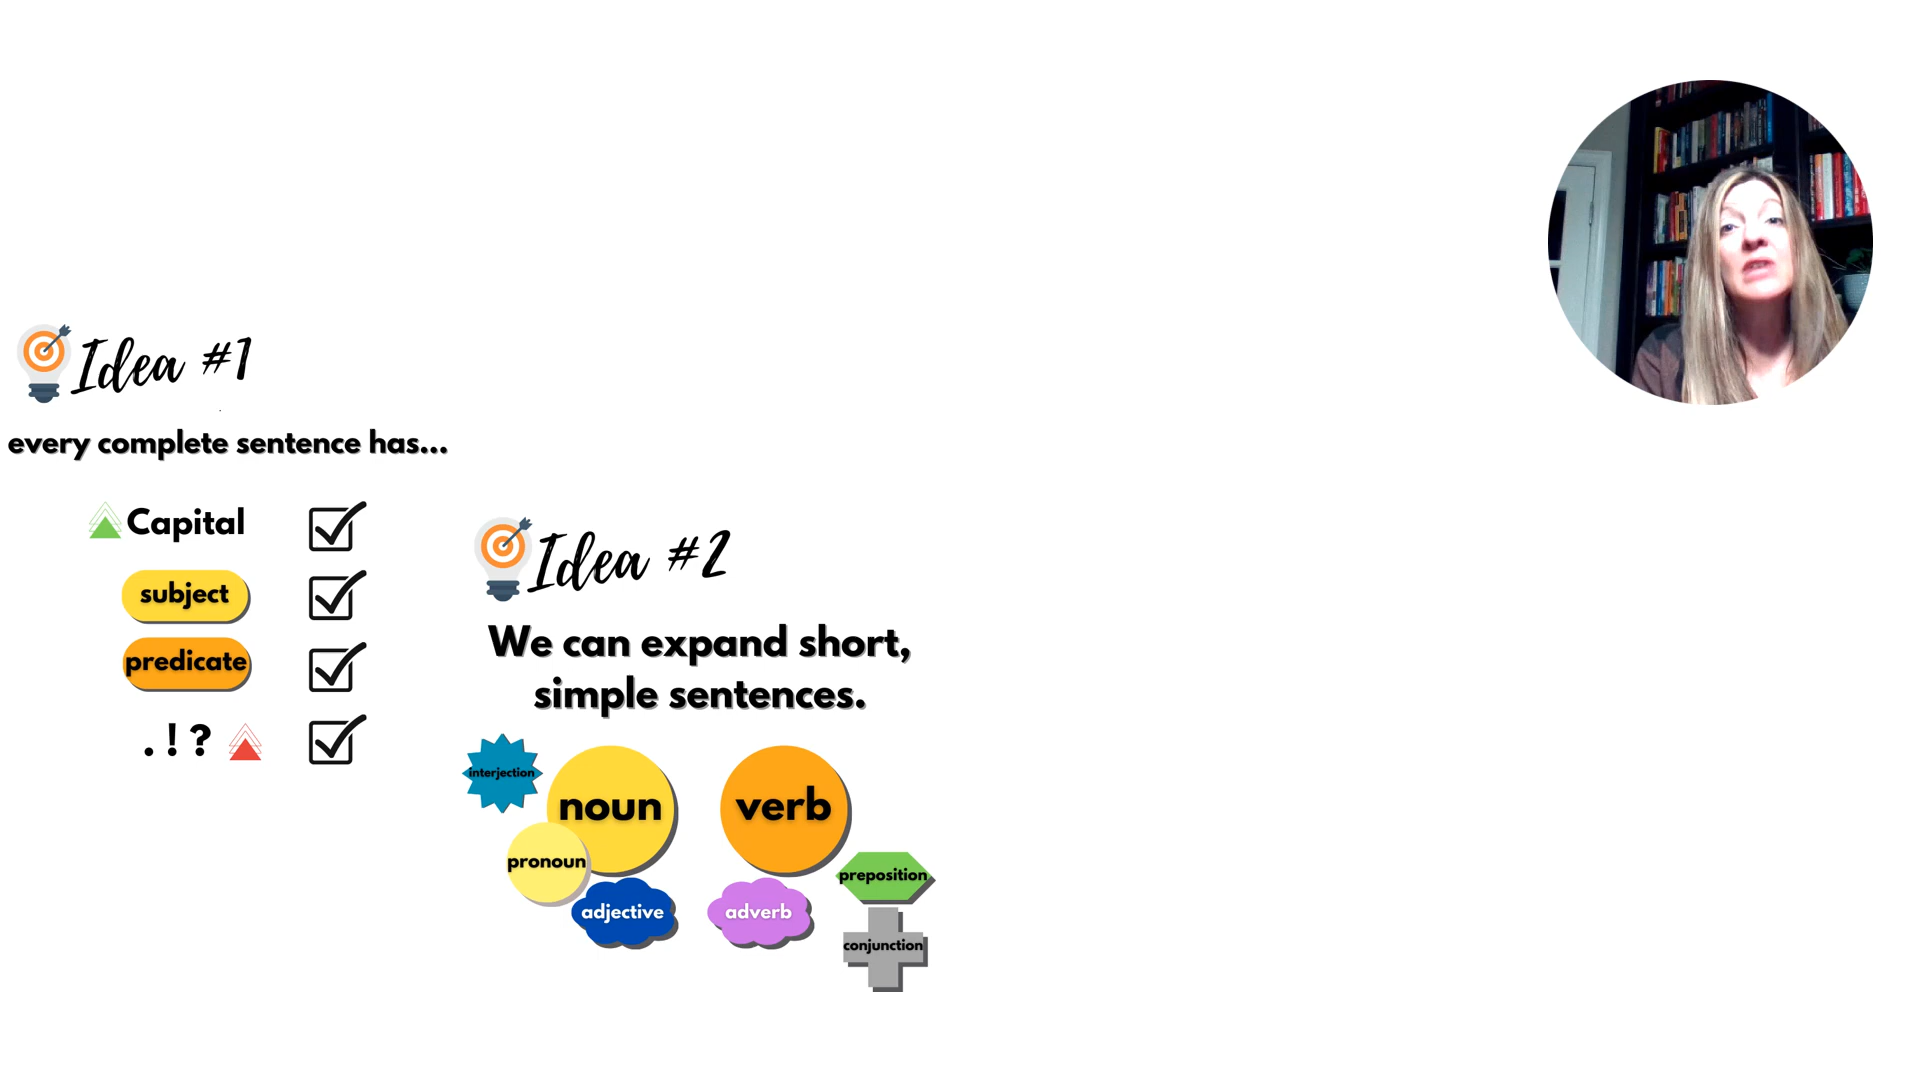 Idea #1
every complete sentence has...
Capital
subject
predicate
. ! ?
Idea #2
We can expand short,
simple sentences.
interjection
noun
verb
pronoun
preposition
adjective
adverb
conjunction